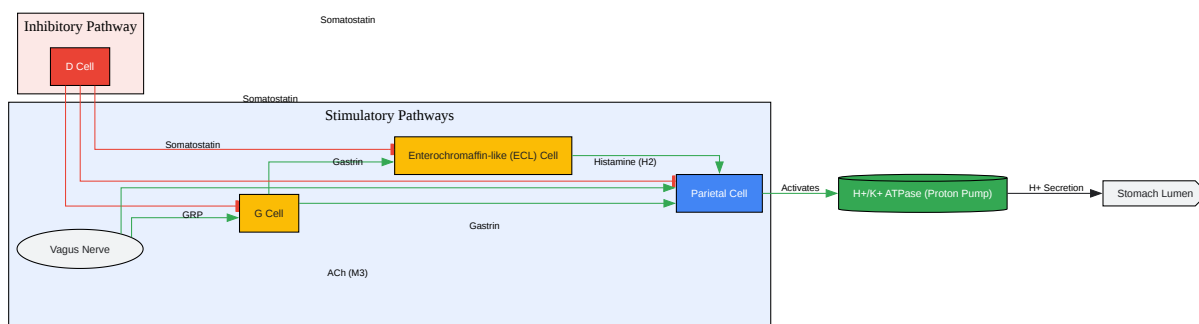 Somatostatin
Inhibitory Pathway
D Cell
Somatostatin
Stimulatory Pathways
Somatostatin
Enterochromaffin-like (ECL) Cell
Gastrin
Histamine (H2)
Parietal Cell
Activates
H+/K+ ATPase (Proton Pump)
H+ Secretion
Stomach Lumen
GRP
G Cell
Gastrin
Vagus Nerve
ACh (M3)